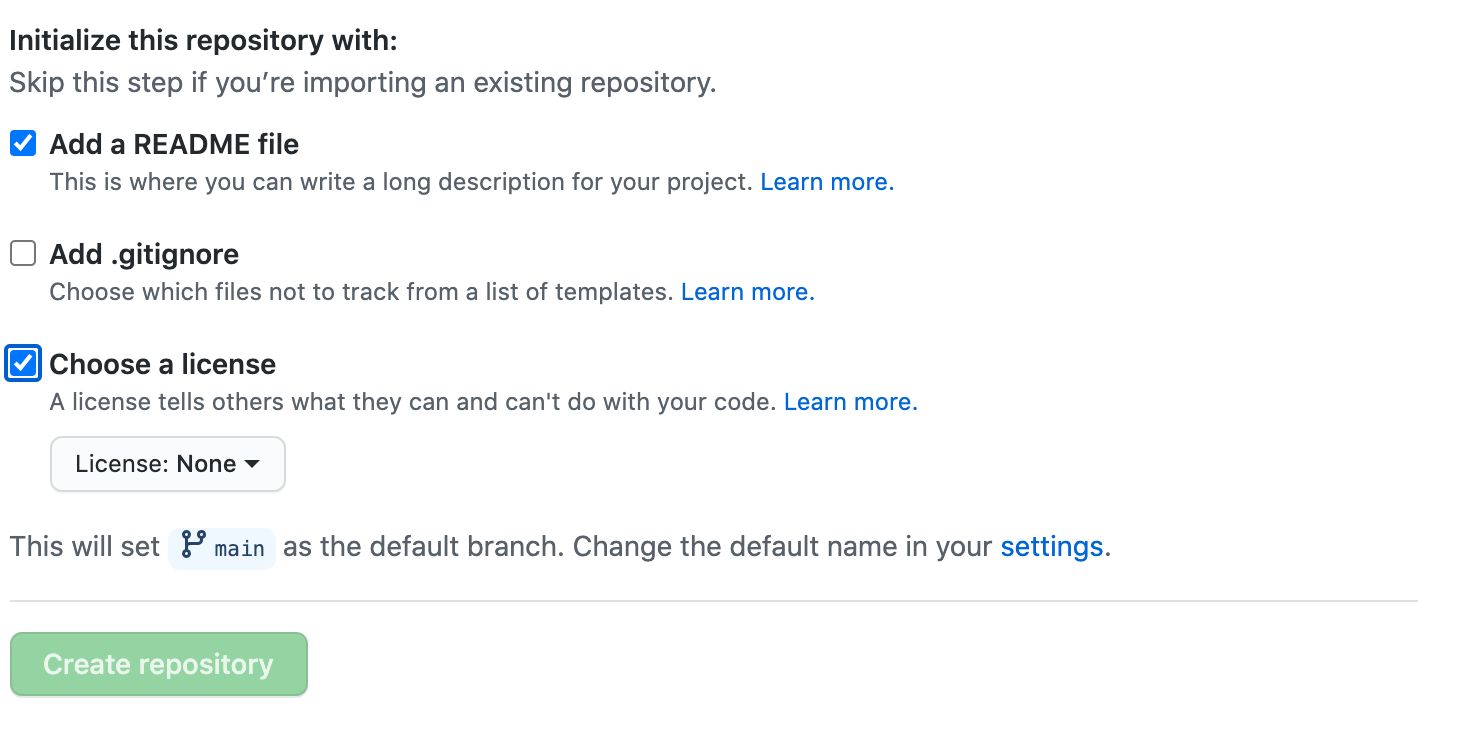 Initialize this repository with:
Skip this step if you’re importing an existing repository.
Add a README file
This is where you can write a long description for your project. Learn more.
Add .gitignore
Choose which files not to track from a list of templates. Learn more.
Choose a license
A license tells others what they can and can't do with your code. Learn more.
License: None
This will set main as the default branch. Change the default name in your settings.
Create repository